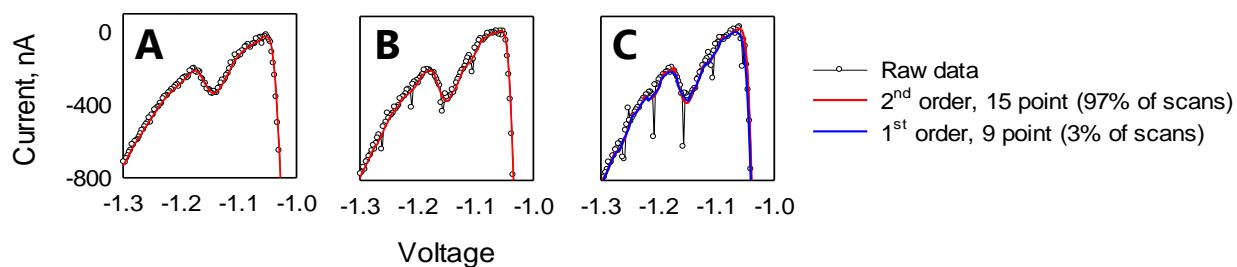 A
B
C
0
-400
-800
Current, nA
-1.3 -1.2 -1.1 -1.0
-1.3 -1.2 -1.1 -1.0
-1.3 -1.2 -1.1 -1.0
Voltage
Raw data
2nd order, 15 point (97% of scans)
1st order, 9 point (3% of scans)